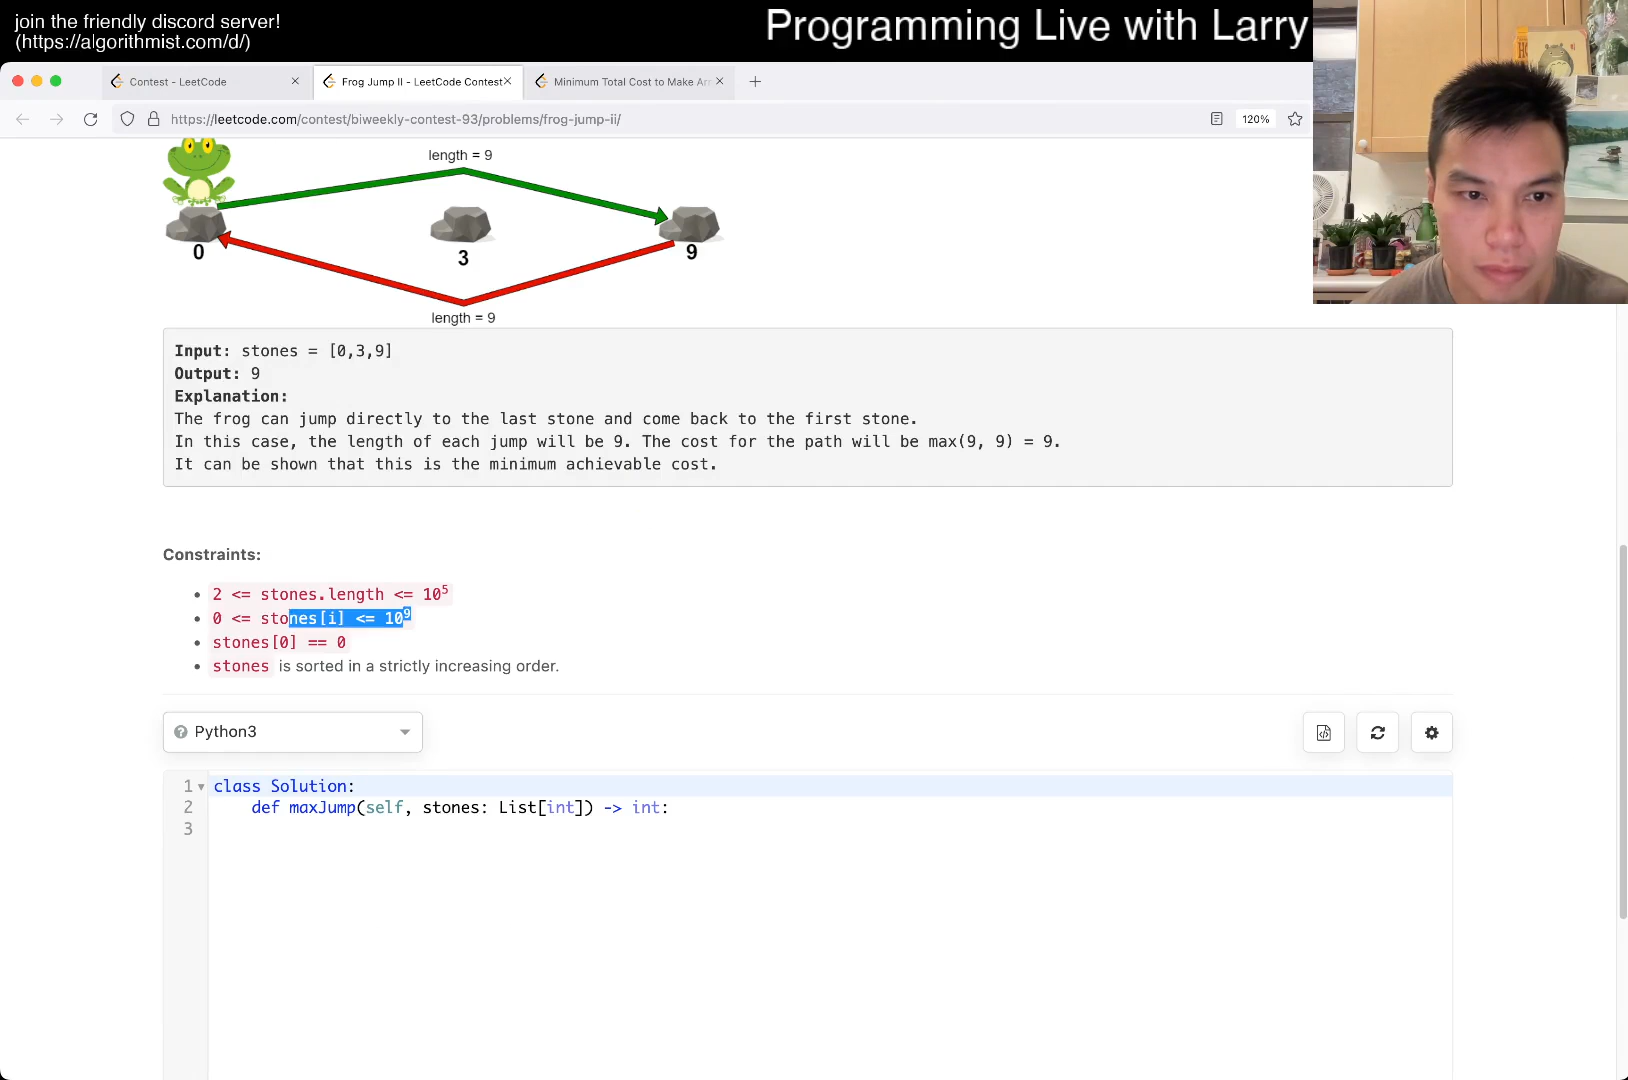 join the friendly discord server!
(https://algorithmist.com/d/)
Programming Live with Larry
Contest - LeetCode
Frog Jump II - LeetCode Contest
Minimum Total Cost to Make Arr
https://leetcode.com/contest/biweekly-contest-93/problems/frog-jump-ii/
120%
length = 9
0
3
9
length = 9
Input: stones = [0,3,9]
Output: 9
Explanation:
The frog can jump directly to the last stone and come back to the first stone.
In this case, the length of each jump will be 9. The cost for the path will be max(9, 9) = 9.
It can be shown that this is the minimum achievable cost.
Constraints:
2 <= stones.length <= 10⁵
0 <= stones[i] <= 10⁹
stones[0] == 0
stones is sorted in a strictly increasing order.
Python3
1 class Solution:
2 def maxJump(self, stones: List[int]) -> int:
3